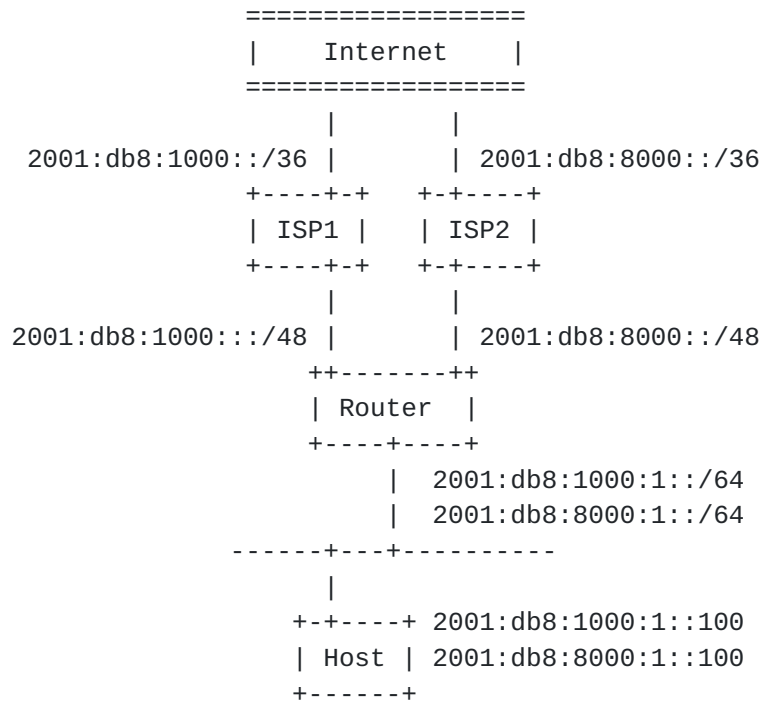 ==================
|    Internet    |
==================
|       |
2001:db8:1000::/36 |       | 2001:db8:8000::/36
+----+-+   +-+----+
| ISP1 |   | ISP2 |
+----+-+   +-+----+
|       |
2001:db8:1000:::/48 |       | 2001:db8:8000::/48
++-------++
| Router  |
+----+----+
|  2001:db8:1000:1::/64
|  2001:db8:8000:1::/64
------+---+----------
|
+-+----+ 2001:db8:1000:1::100
| Host | 2001:db8:8000:1::100
+------+